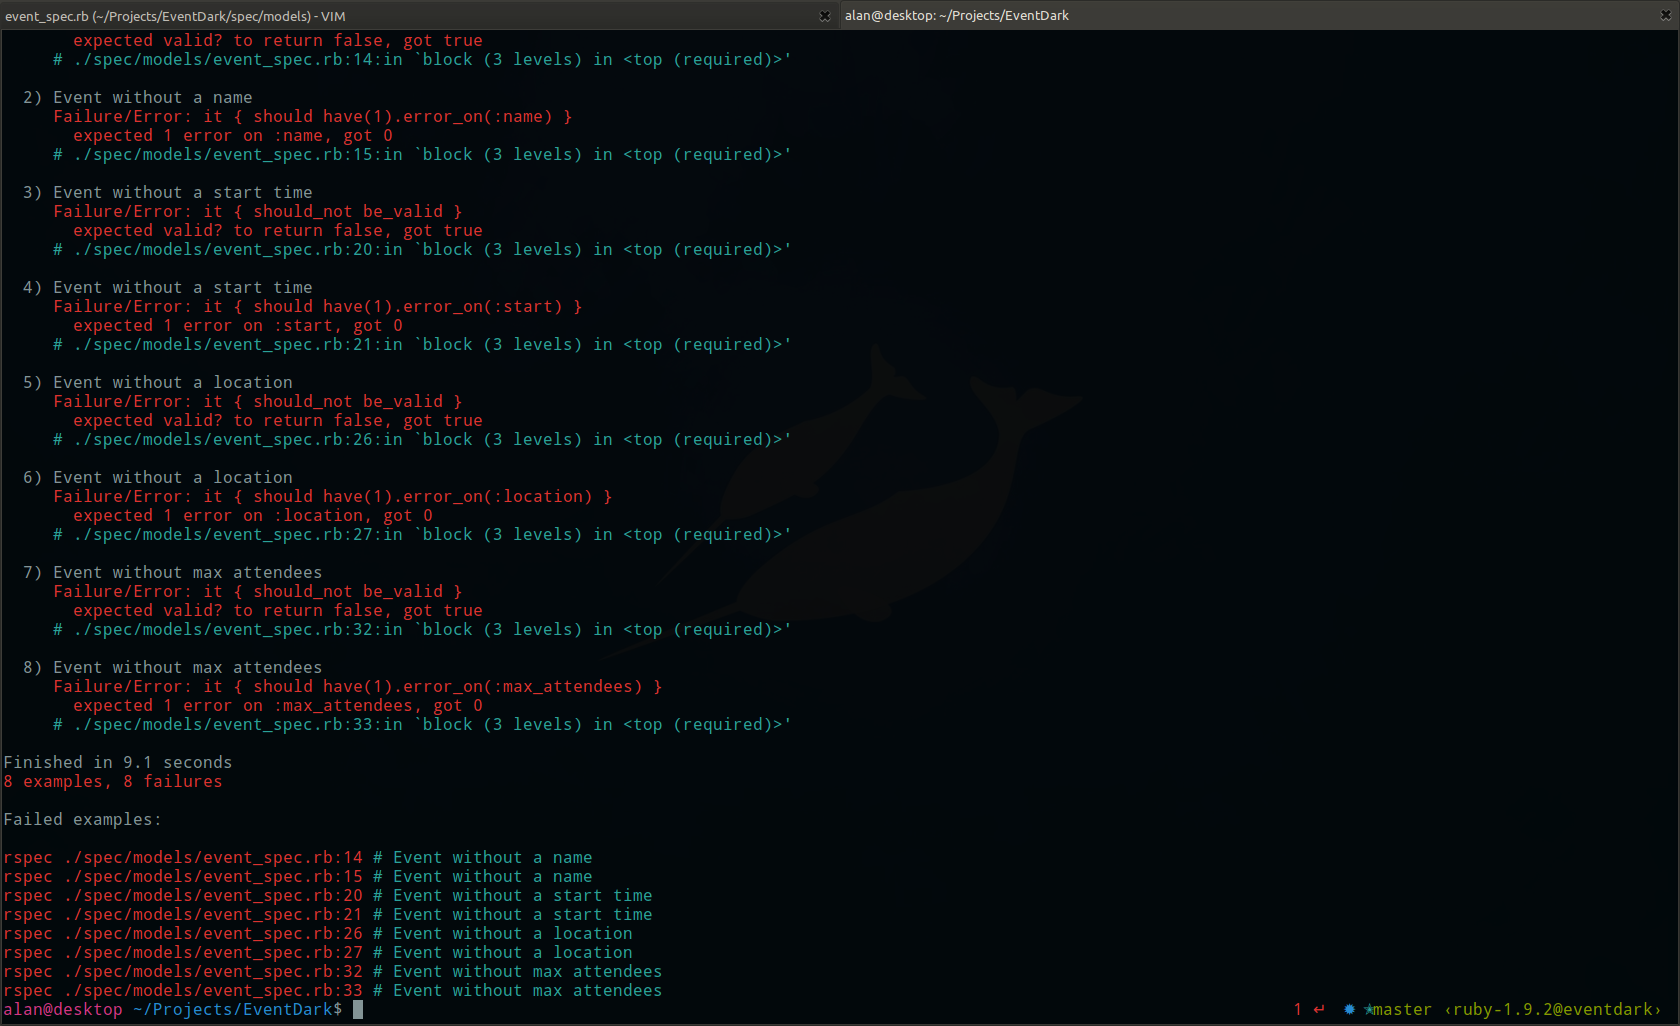 event_spec.rb (~/Projects/EventDark/spec/models) - VIM
alan@desktop: ~/Projects/EventDark
expected valid? to return false, got true
# ./spec/models/event_spec.rb:14:in `block (3 levels) in <top (required)>'
2) Event without a name
Failure/Error: it { should have(1).error_on(:name) }
expected 1 error on :name, got 0
# ./spec/models/event_spec.rb:15:in `block (3 levels) in <top (required)>'
3) Event without a start time
Failure/Error: it { should_not be_valid }
expected valid? to return false, got true
# ./spec/models/event_spec.rb:20:in `block (3 levels) in <top (required)>'
4) Event without a start time
Failure/Error: it { should have(1).error_on(:start) }
expected 1 error on :start, got 0
# ./spec/models/event_spec.rb:21:in `block (3 levels) in <top (required)>'
5) Event without a location
Failure/Error: it { should_not be_valid }
expected valid? to return false, got true
# ./spec/models/event_spec.rb:26:in `block (3 levels) in <top (required)>'
6) Event without a location
Failure/Error: it { should have(1).error_on(:location) }
expected 1 error on :location, got 0
# ./spec/models/event_spec.rb:27:in `block (3 levels) in <top (required)>'
7) Event without max attendees
Failure/Error: it { should_not be_valid }
expected valid? to return false, got true
# ./spec/models/event_spec.rb:32:in `block (3 levels) in <top (required)>'
8) Event without max attendees
Failure/Error: it { should have(1).error_on(:max_attendees) }
expected 1 error on :max_attendees, got 0
# ./spec/models/event_spec.rb:33:in `block (3 levels) in <top (required)>'
Finished in 9.1 seconds
8 examples, 8 failures
Failed examples:
rspec ./spec/models/event_spec.rb:14 # Event without a name
rspec ./spec/models/event_spec.rb:15 # Event without a name
rspec ./spec/models/event_spec.rb:20 # Event without a start time
rspec ./spec/models/event_spec.rb:21 # Event without a start time
rspec ./spec/models/event_spec.rb:26 # Event without a location
rspec ./spec/models/event_spec.rb:27 # Event without a location
rspec ./spec/models/event_spec.rb:32 # Event without max attendees
rspec ./spec/models/event_spec.rb:33 # Event without max attendees
alan@desktop ~/Projects/EventDark$ 1 ↵ ✹ ✭master ‹ruby-1.9.2@eventdark›